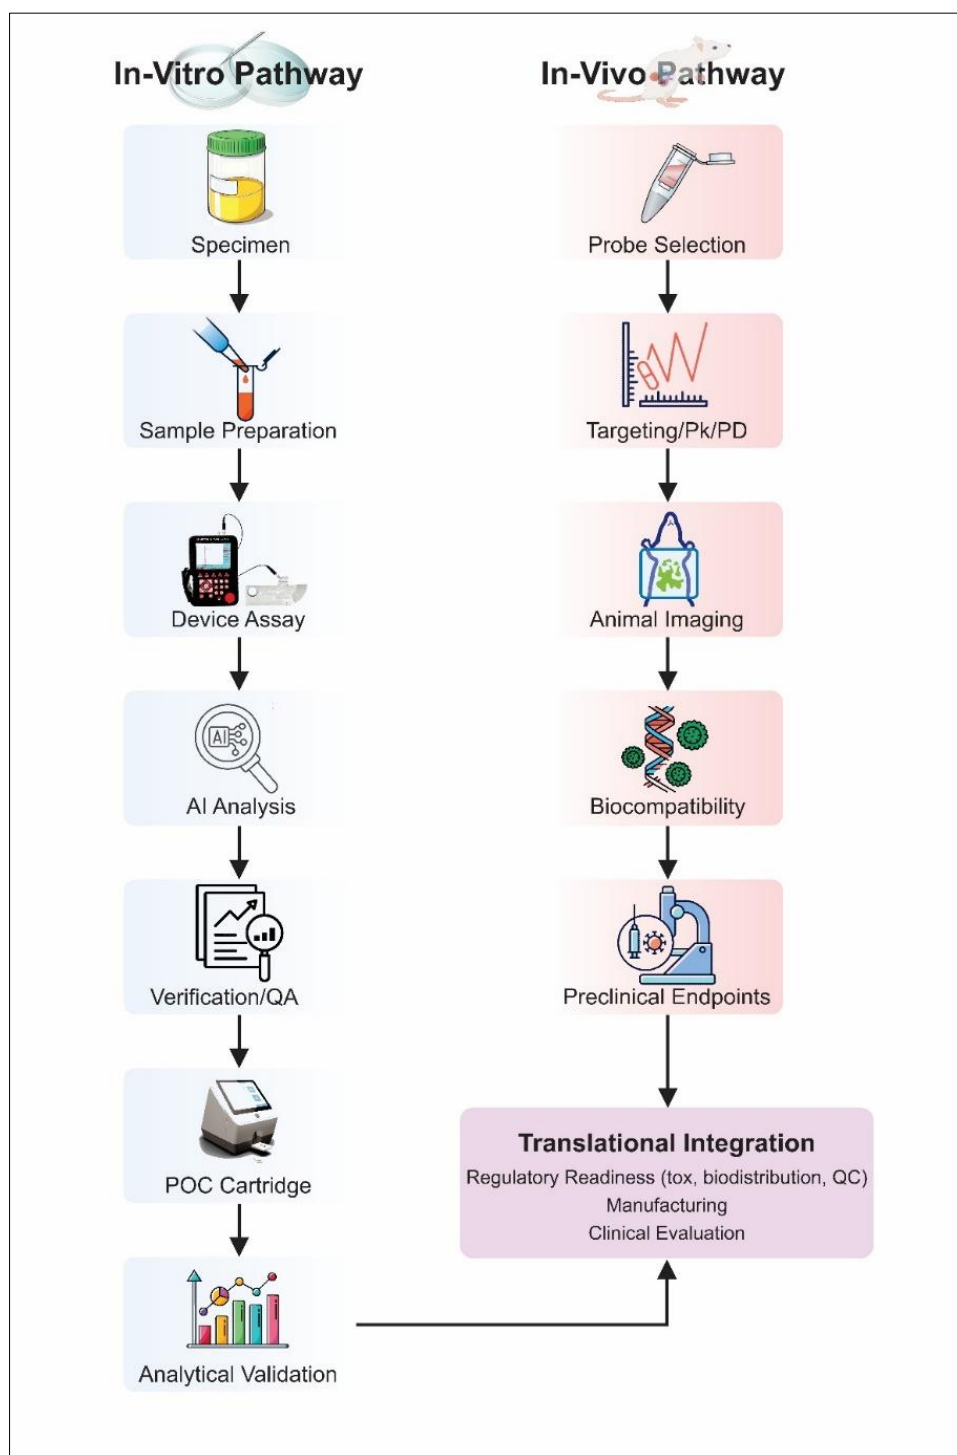 In-Vitro Pathway
Specimen
Sample Preparation
Device Assay
AI
AI Analysis
Verification/QA
POC Cartridge
Analytical Validation
In-Vivo Pathway
Probe Selection
Targeting/Pk/PD
Animal Imaging
Biocompatibility
Preclinical Endpoints
Translational Integration
Regulatory Readiness (tox, biodistribution, QC)
Manufacturing
Clinical Evaluation